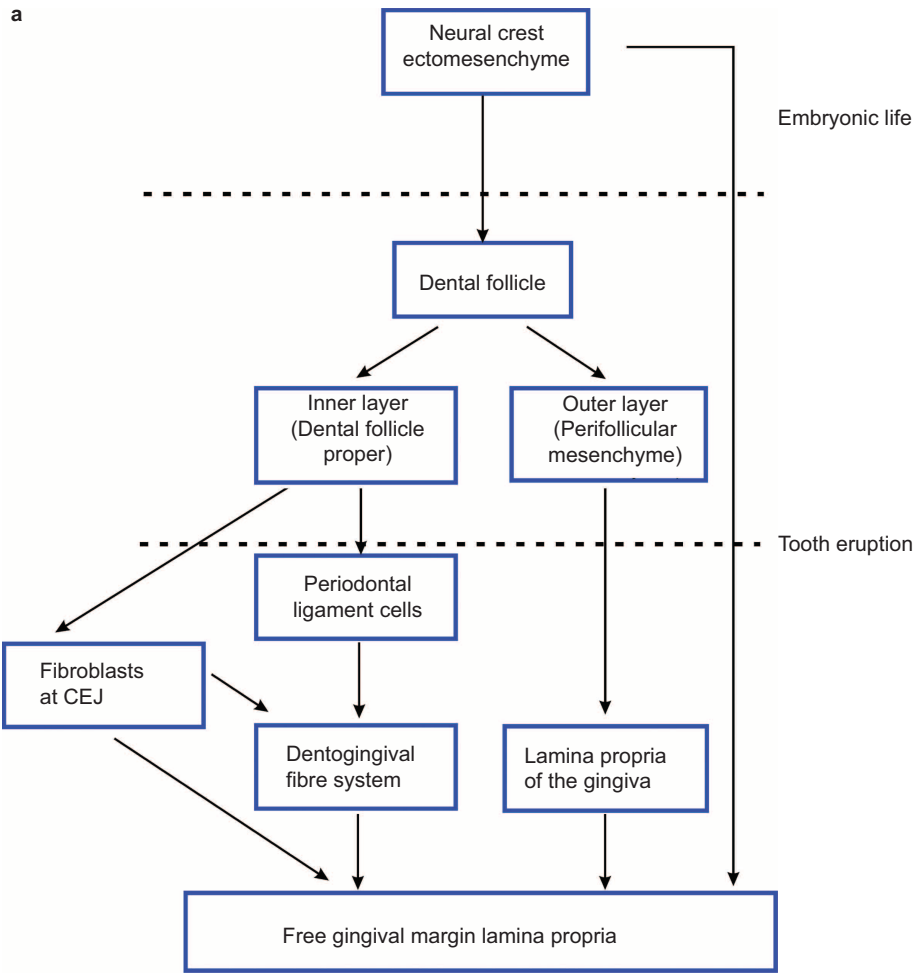 a
Neural crest
ectomesenchyme
Embryonic life
Dental follicle
Inner layer
(Dental follicle
proper)
Outer layer
(Perifollicular
mesenchyme)
Tooth eruption
Periodontal
ligament cells
Fibroblasts
at CEJ
Dentogingival
fibre system
Lamina propria
of the gingiva
Free gingival margin lamina propria